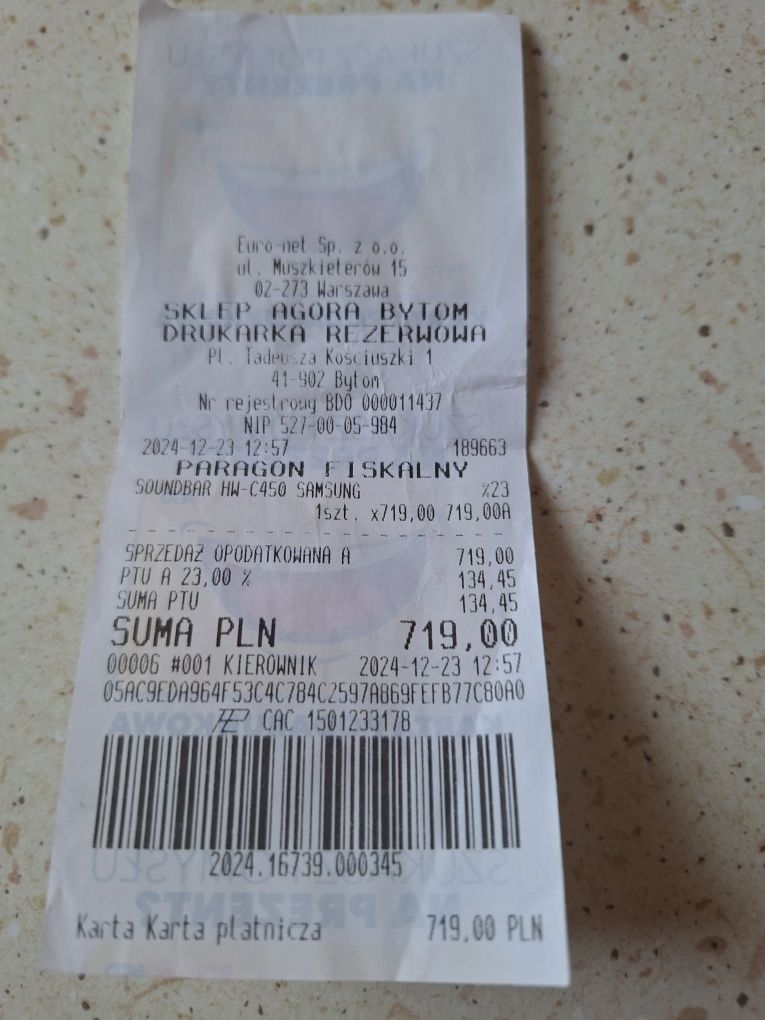 Euro-net Sp. z o.o.
ul. Muszkieterów 15
02-273 Warszawa
SKLEP AGORA BYTOM
DRUKARKA REZERWOWA
Pl. Tadeusza Kościuszki 1
41-902 Bytom
Nr rejestrowy BDO 000011437
NIP 527-00-05-984
2024-12-23 12:57 189663
PARAGON FISKALNY
SOUNDBAR HW-C450 SAMSUNG %23
1szt. x719,00 719,00A
SPRZEDAŻ OPODATKOWANA A 719,00
PTU A 23,00 % 134,45
SUMA PTU 134,45
SUMA PLN 719,00
00006 #001 KIEROWNIK 2024-12-23 12:57
05AC9EDA964F53C4C784C2597A869FEFB77C80A0
CAC 1501233178
2024.16739.000345
Karta Karta płatnicza 719,00 PLN